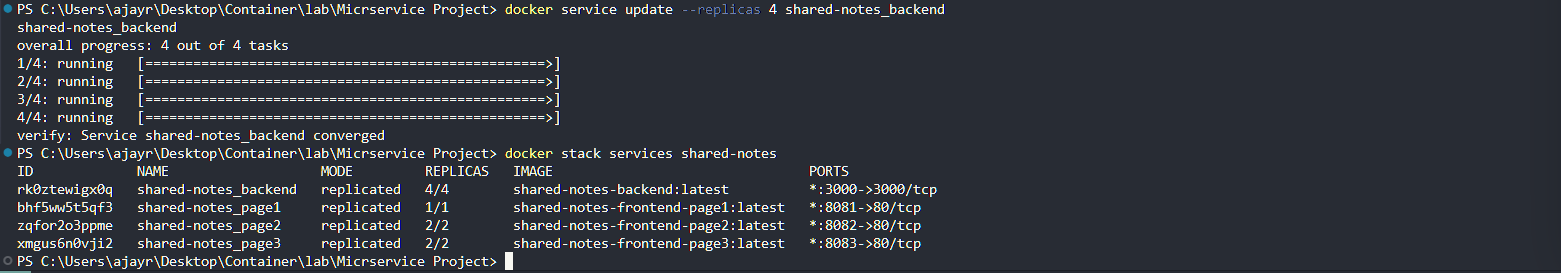 PS C:\Users\ajayr\Desktop\Container\lab\Micrservice Project> docker service update --replicas 4 shared-notes_backend
shared-notes_backend
overall progress: 4 out of 4 tasks
1/4: running   [==================================================>]
2/4: running   [==================================================>]
3/4: running   [==================================================>]
4/4: running   [==================================================>]
verify: Service shared-notes_backend converged
PS C:\Users\ajayr\Desktop\Container\lab\Micrservice Project> docker stack services shared-notes
ID             NAME                   MODE         REPLICAS   IMAGE                               PORTS
rk0ztewigx0q   shared-notes_backend   replicated   4/4        shared-notes-backend:latest         *:3000->3000/tcp
bhf5ww5t5qf3   shared-notes_page1     replicated   1/1        shared-notes-frontend-page1:latest   *:8081->80/tcp
zqfor2o3ppme   shared-notes_page2     replicated   2/2        shared-notes-frontend-page2:latest   *:8082->80/tcp
xmgus6n0vji2   shared-notes_page3     replicated   2/2        shared-notes-frontend-page3:latest   *:8083->80/tcp
PS C:\Users\ajayr\Desktop\Container\lab\Micrservice Project>